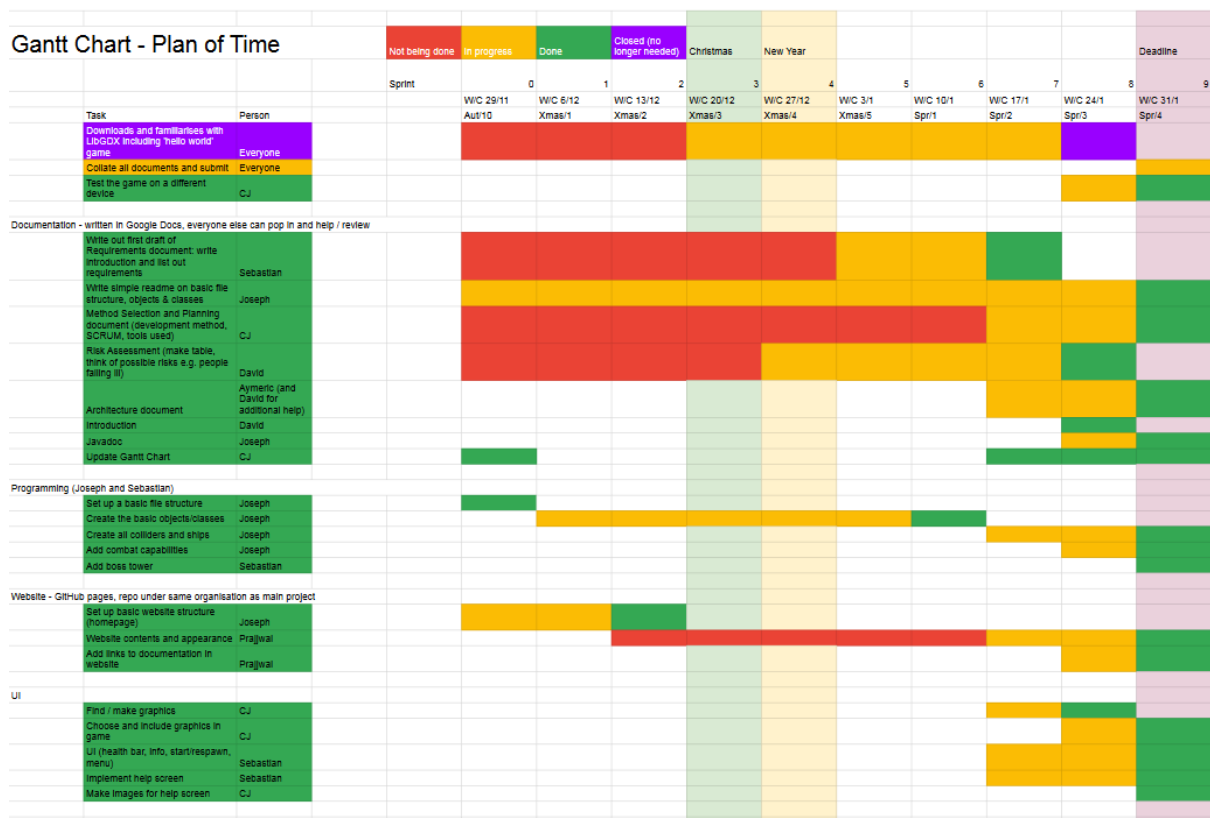 Gantt Chart - Plan of Time
Not being done In progress Done Closed (no longer needed) Christmas New Year Deadline
Sprint 0 1 2 3 4 5 6 7 8 9
W/C 29/11 W/C 6/12 W/C 13/12 W/C 20/12 W/C 27/12 W/C 3/1 W/C 10/1 W/C 17/1 W/C 24/1 W/C 31/1
Task Person Aut/10 Xmas/1 Xmas/2 Xmas/3 Xmas/4 Xmas/5 Spr/1 Spr/2 Spr/3 Spr/4
Downloads and familiarises with
LibGDX including 'hello world'
game Everyone
Collate all documents and submit Everyone
Test the game on a different
device CJ
Documentation - written in Google Docs, everyone else can pop in and help / review
Write out first draft of
Requirements document: write
introduction and list out
requirements Sebastian
Write simple readme on basic file
structure, objects & classes Joseph
Method Selection and Planning
document (development method,
SCRUM, tools used) CJ
Risk Assessment (make table,
think of possible risks e.g. people
falling ill) David
Aymeric (and
David for
Architecture document additional help)
Introduction David
Javadoc Joseph
Update Gantt Chart CJ
Programming (Joseph and Sebastian)
Set up a basic file structure Joseph
Create the basic objects/classes Joseph
Create all colliders and ships Joseph
Add combat capabilities Joseph
Add boss tower Sebastian
Website - GitHub pages, repo under same organisation as main project
Set up basic website structure
(homepage) Joseph
Website contents and appearance Prajjwal
Add links to documentation in
website Prajjwal
UI
Find / make graphics CJ
Choose and include graphics in
game CJ
UI (health bar, info, start/respawn,
menu) Sebastian
Implement help screen Sebastian
Make images for help screen CJ